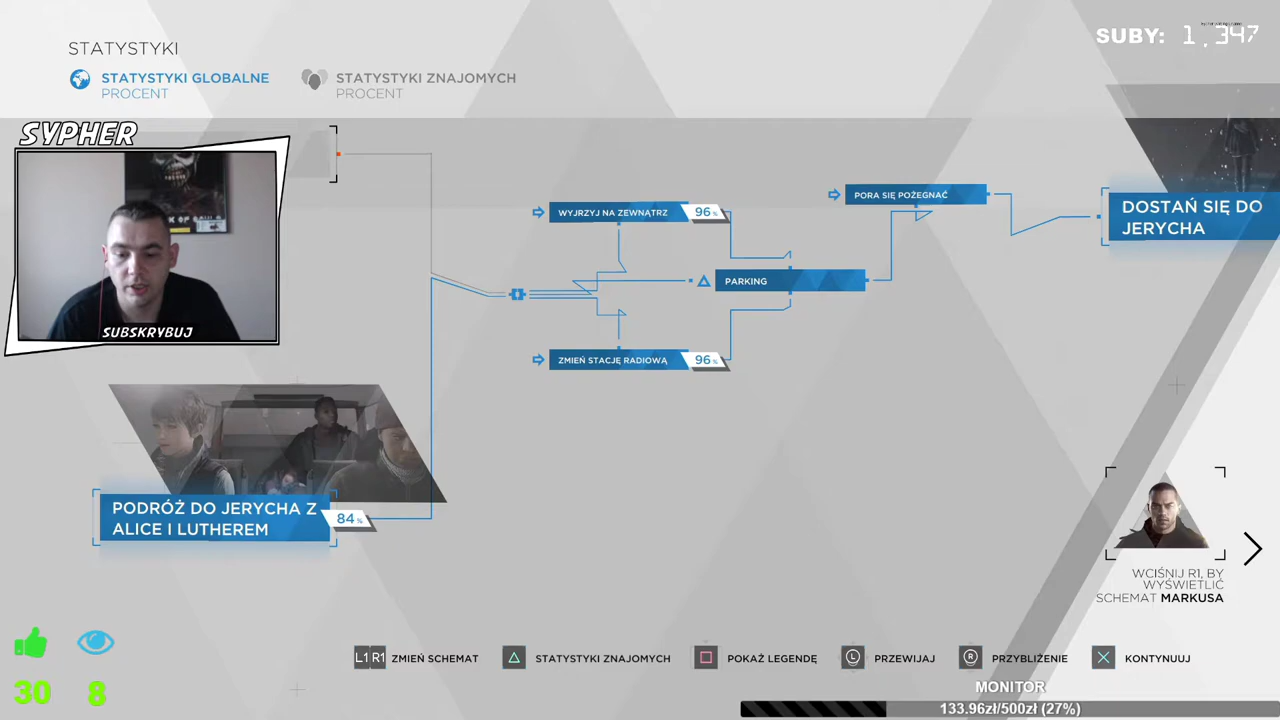 STATYSTYKI
SUBY: 1,347
STATYSTYKI GLOBALNE
PROCENT
STATYSTYKI ZNAJOMYCH
PROCENT
SYPHER
SUBSKRYBUJ
WYJRZYJ NA ZEWNĄTRZ 96%
PORA SIĘ POŻEGNAĆ
DOSTAŃ SIĘ DO
JERYCHA
PARKING
ZMIEŃ STACJĘ RADIOWĄ 96%
PODRÓŻ DO JERYCHA Z
ALICE I LUTHEREM
84%
WCIŚNIJ R1, BY
WYŚWIETLIĆ
SCHEMAT MARKUSA
L1 R1 ZMIEŃ SCHEMAT
STATYSTYKI ZNAJOMYCH
POKAŻ LEGENDĘ
L PRZEWIJAJ
R PRZYBLIŻENIE
KONTYNUUJ
30 8
MONITOR
133.96zł/500zł (27%)